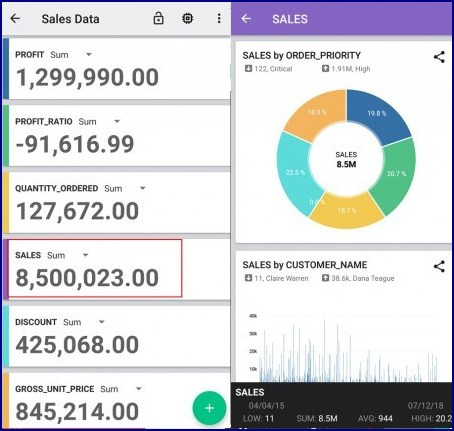 Sales Data
PROFIT Sum
1,299,990.00
PROFIT_RATIO Sum
-91,616.99
QUANTITY_ORDERED Sum
127,672.00
SALES Sum
8,500,023.00
DISCOUNT Sum
425,068.00
GROSS_UNIT_PRICE Sum
845,214.00
+
SALES
SALES by ORDER_PRIORITY
122, Critical 1.91M, High
18.3 %
19.8 %
SALES
8.5M
22.5 %
20.7 %
0.0 %
18.7 %
SALES by CUSTOMER_NAME
11, Claire Warren 38.6k, Dana Teague
40k
30k
20k
10k
SALES
04/04/15 07/12/18
LOW: 11 SUM: 8.5M AVG: 944 HIGH: 20.2